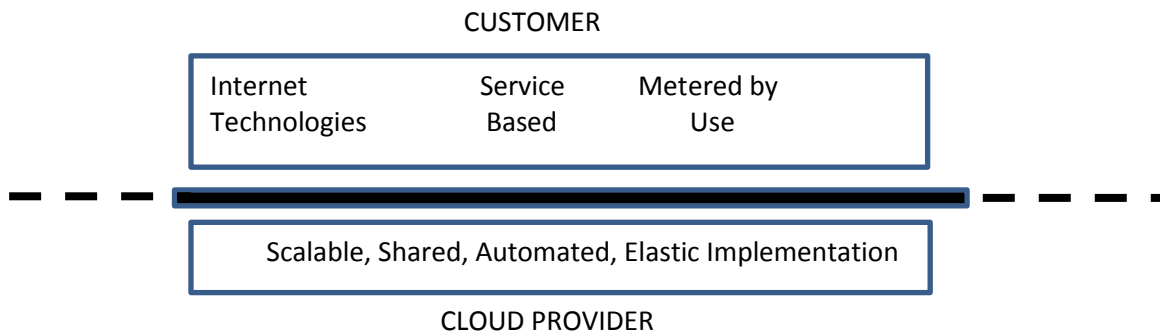 CUSTOMER
Internet Service Metered by
Technologies Based Use
Scalable, Shared, Automated, Elastic Implementation
CLOUD PROVIDER